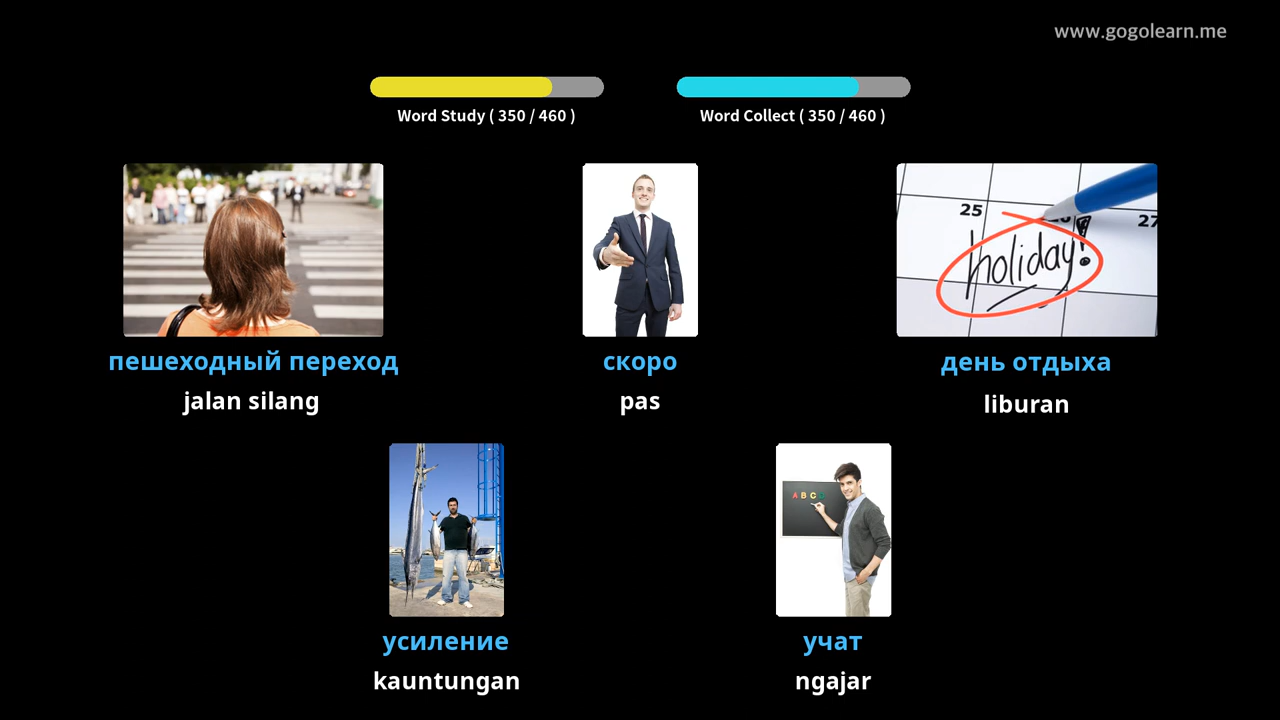 www.gogolearn.me
Word Study ( 350 / 460 )
Word Collect ( 350 / 460 )
25
27
holiday!
пешеходный переход
скоро
день отдыха
jalan silang
pas
liburan
A B C
усиление
учат
kauntungan
ngajar